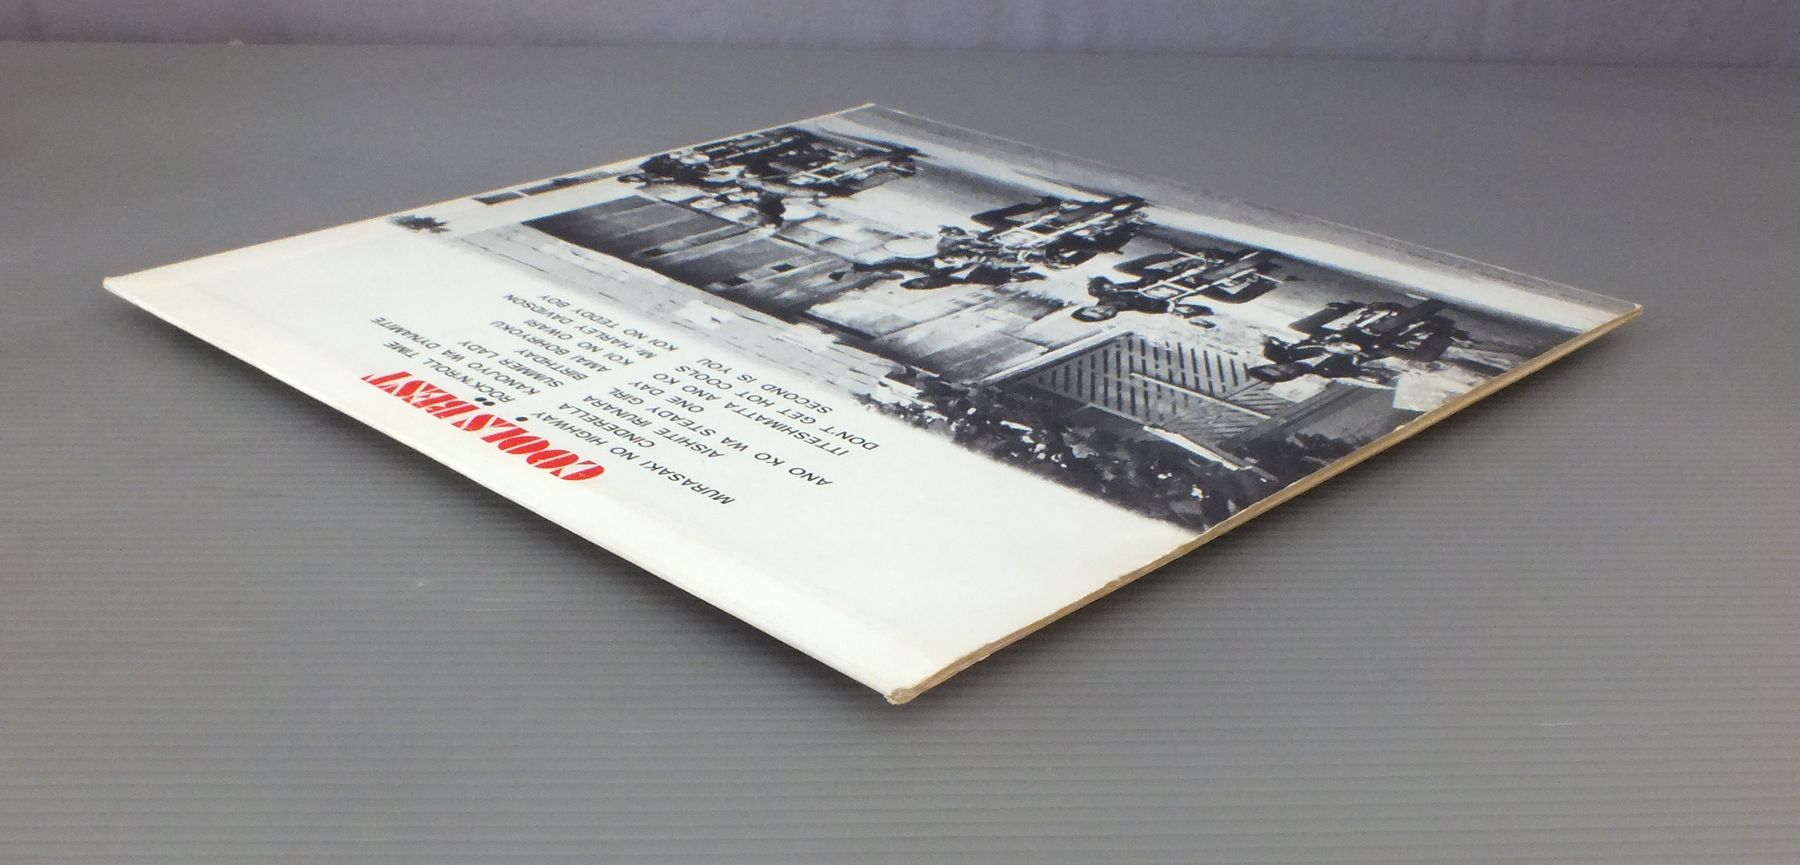 COOLS BEST
MURASAKI NO HIGHWAY ROCK'N'ROLL TIME
CINDERELLA KANOJYO WA DYNAMITE
AISHITE IRUNARA SUMMER LADY
ANO KO WA STEADY GIRL BIRTHDAY
ONE DAY AMAI BOHRYOKU
ITTESHIMATTA ANO KO KOI NO OWARI
DON'T GET HOT COOLS Mr.HARLEY DAVIDSON
SECOND IS YOU KOI NO TEDDY BOY